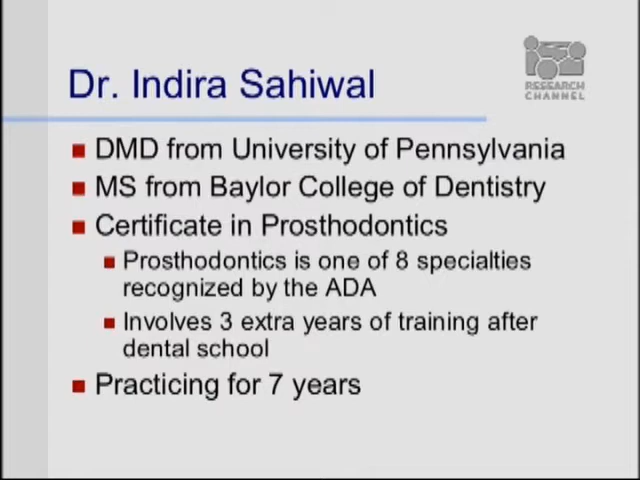 Dr. Indira Sahiwal
RESEARCH
CHANNEL
DMD from University of Pennsylvania
MS from Baylor College of Dentistry
Certificate in Prosthodontics
Prosthodontics is one of 8 specialties
recognized by the ADA
Involves 3 extra years of training after
dental school
Practicing for 7 years